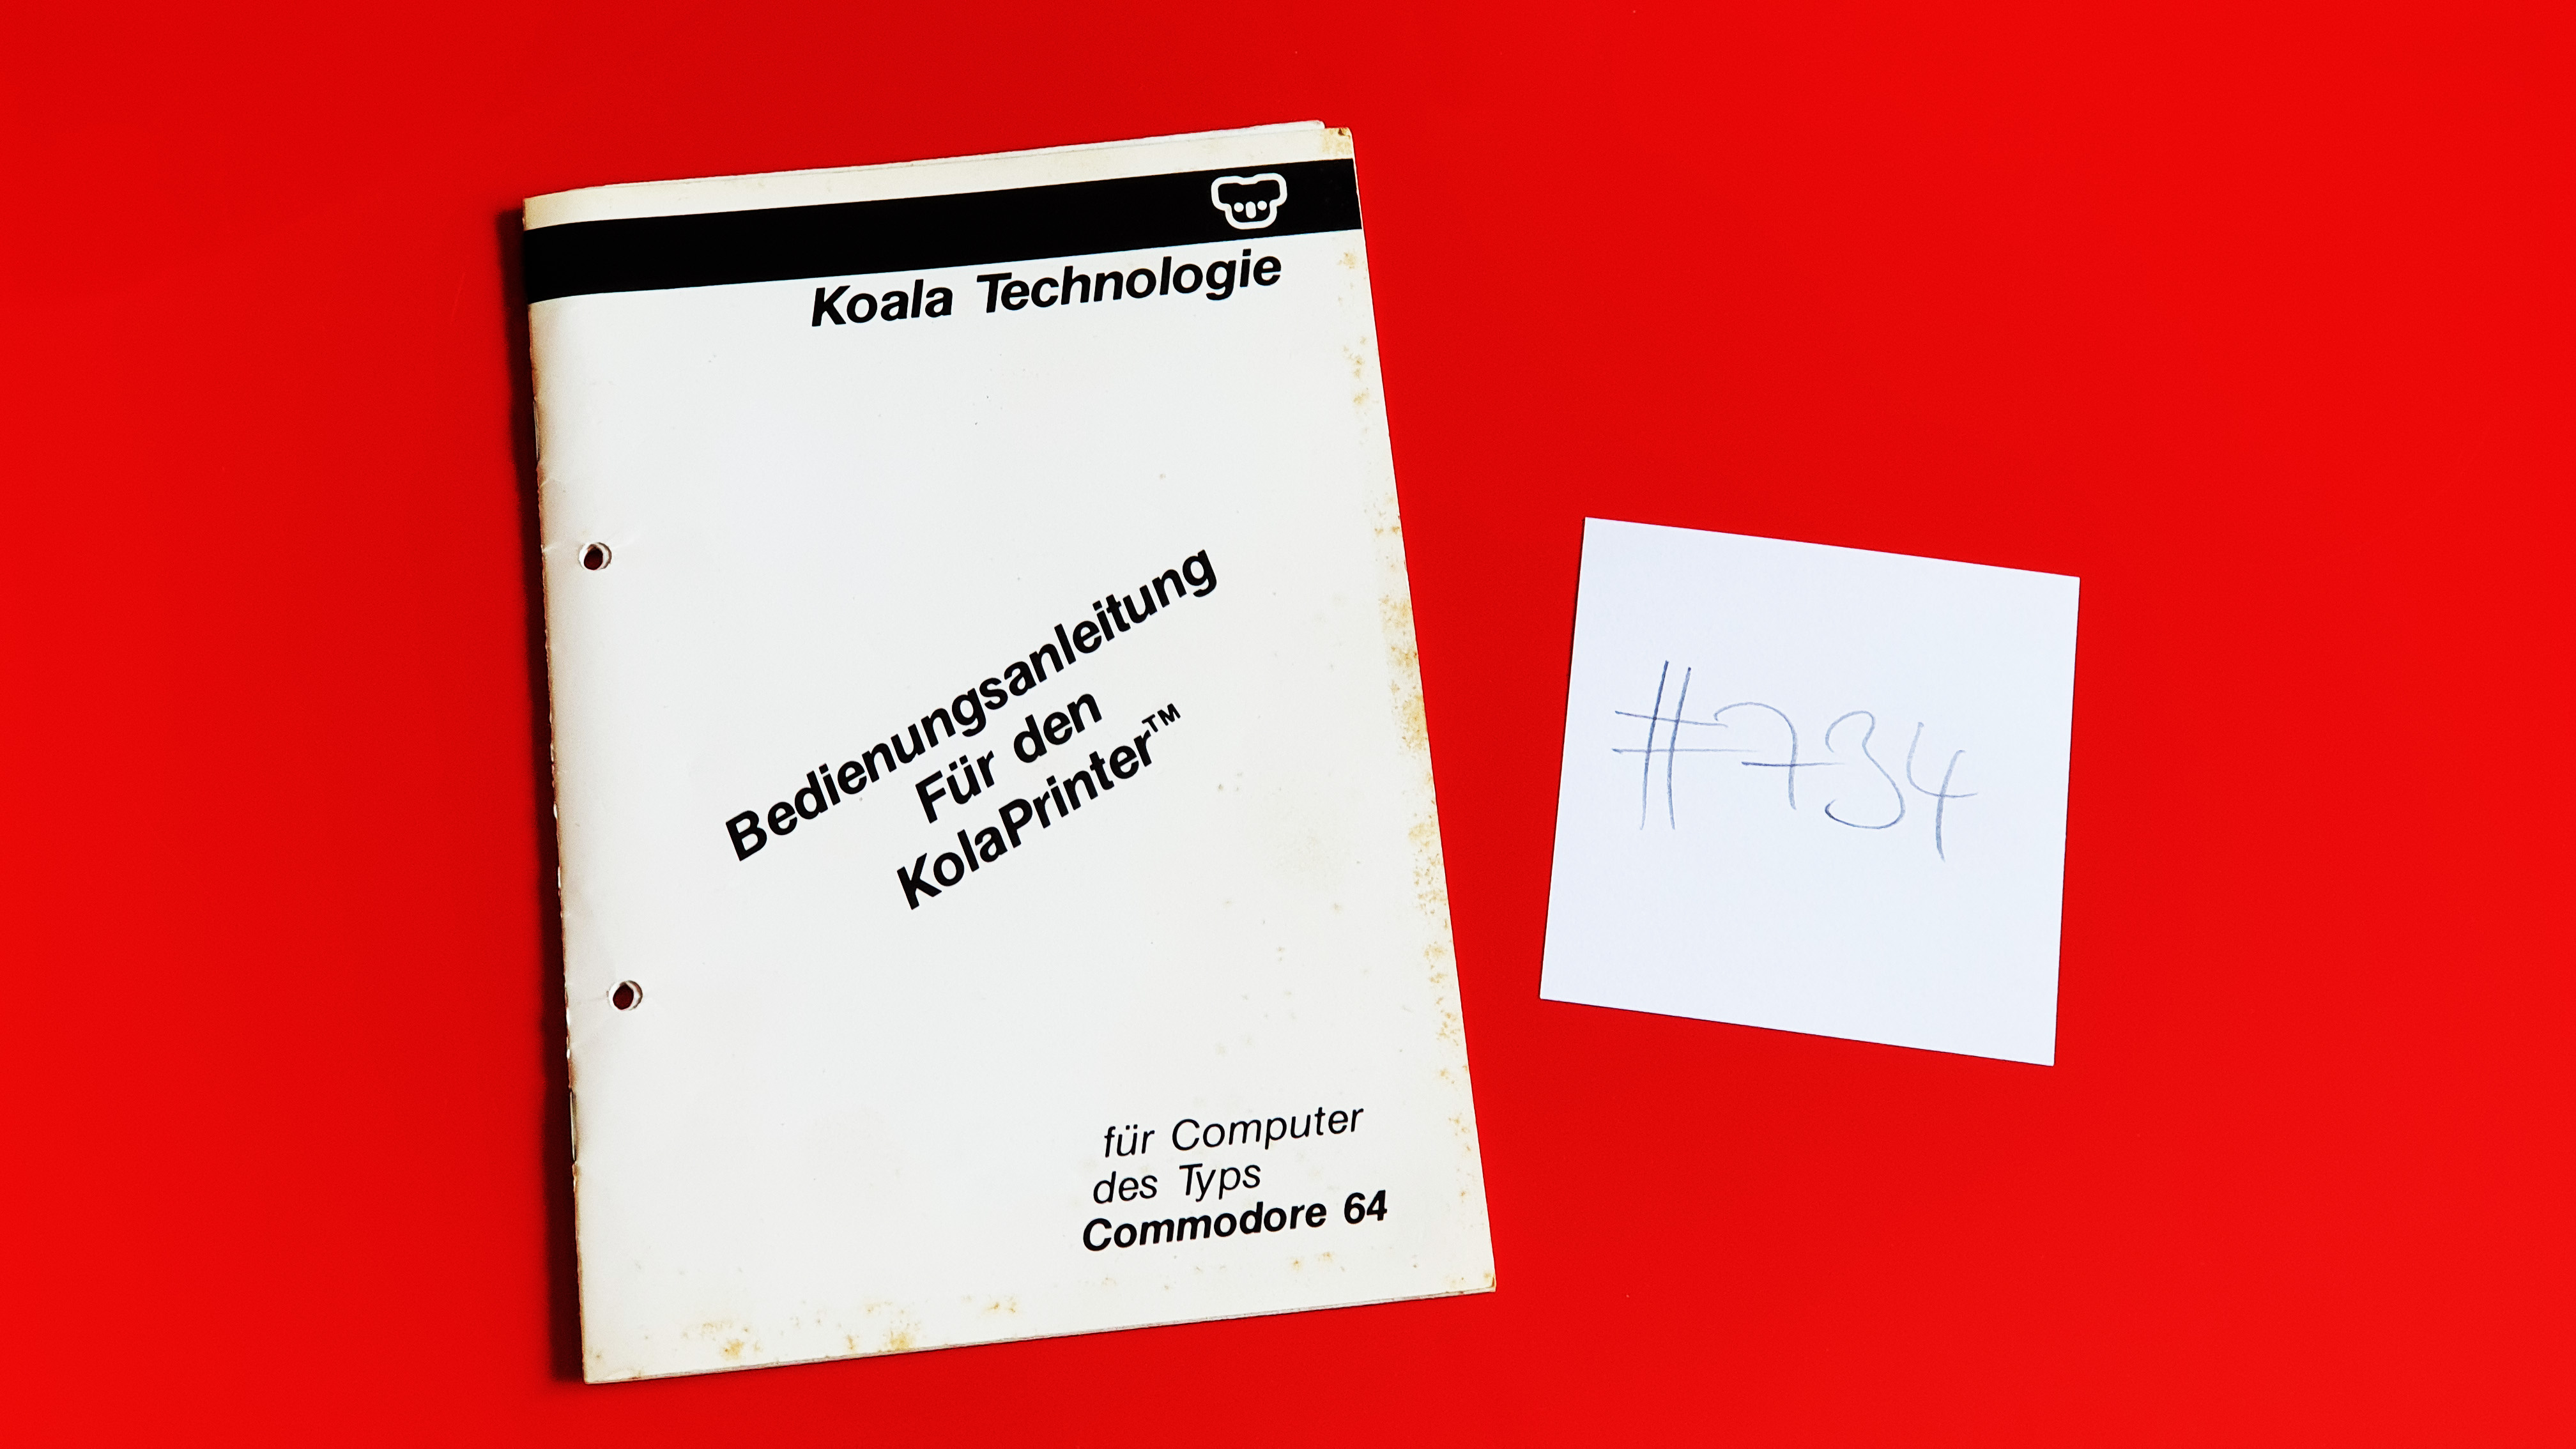 Koala Technologie
Bedienungsanleitung
Für den
KolaPrinter™
für Computer
des Typs
Commodore 64
#734